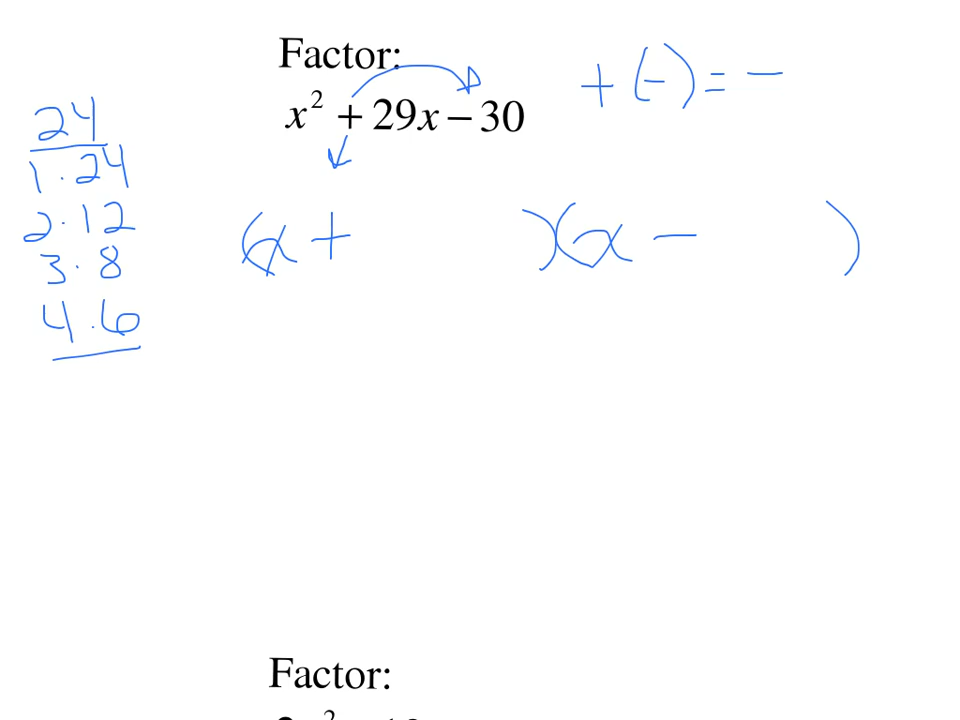 Factor:
x² + 29x − 30
+ (−) = −
24
1 · 24
2 · 12
3 · 8
4 · 6
(x +        )(x −        )
Factor: